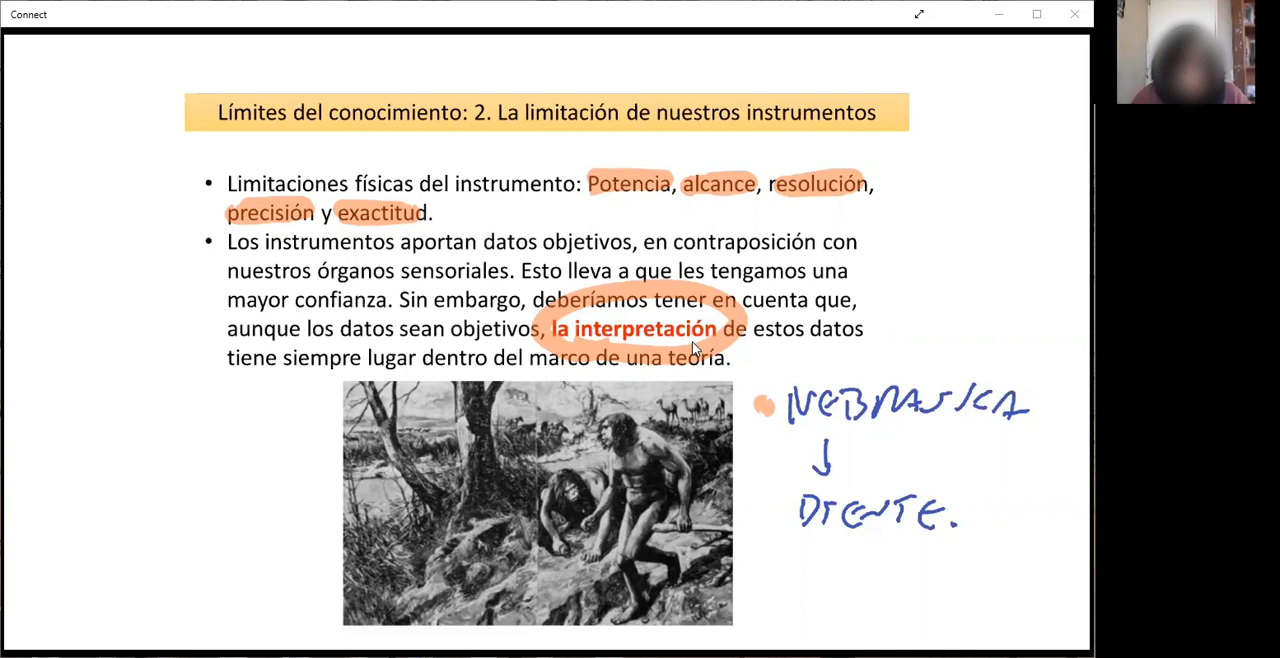 Connect
Límites del conocimiento: 2. La limitación de nuestros instrumentos
• Limitaciones físicas del instrumento: Potencia, alcance, resolución,
precisión y exactitud.
• Los instrumentos aportan datos objetivos, en contraposición con
nuestros órganos sensoriales. Esto lleva a que les tengamos una
mayor confianza. Sin embargo, deberíamos tener en cuenta que,
aunque los datos sean objetivos, la interpretación de estos datos
tiene siempre lugar dentro del marco de una teoría.
NEBRASKA
DIENTE.